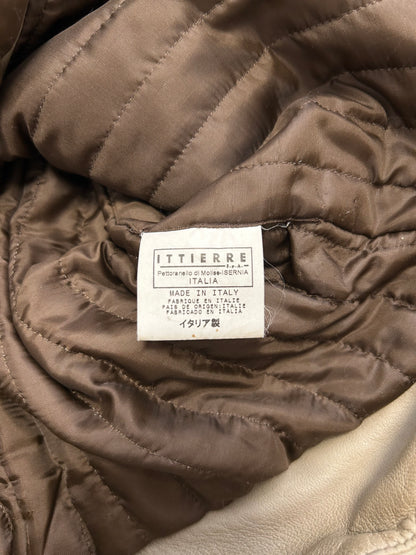 ITTIERRE
S.p.A.
Pettoranello di Molise-ISERNIA
ITALIA
MADE IN ITALY
FABRIQUE EN ITALIE
PAIS DE ORIGEN:ITALIA
FABRICADO EN ITALIA
イタリア製